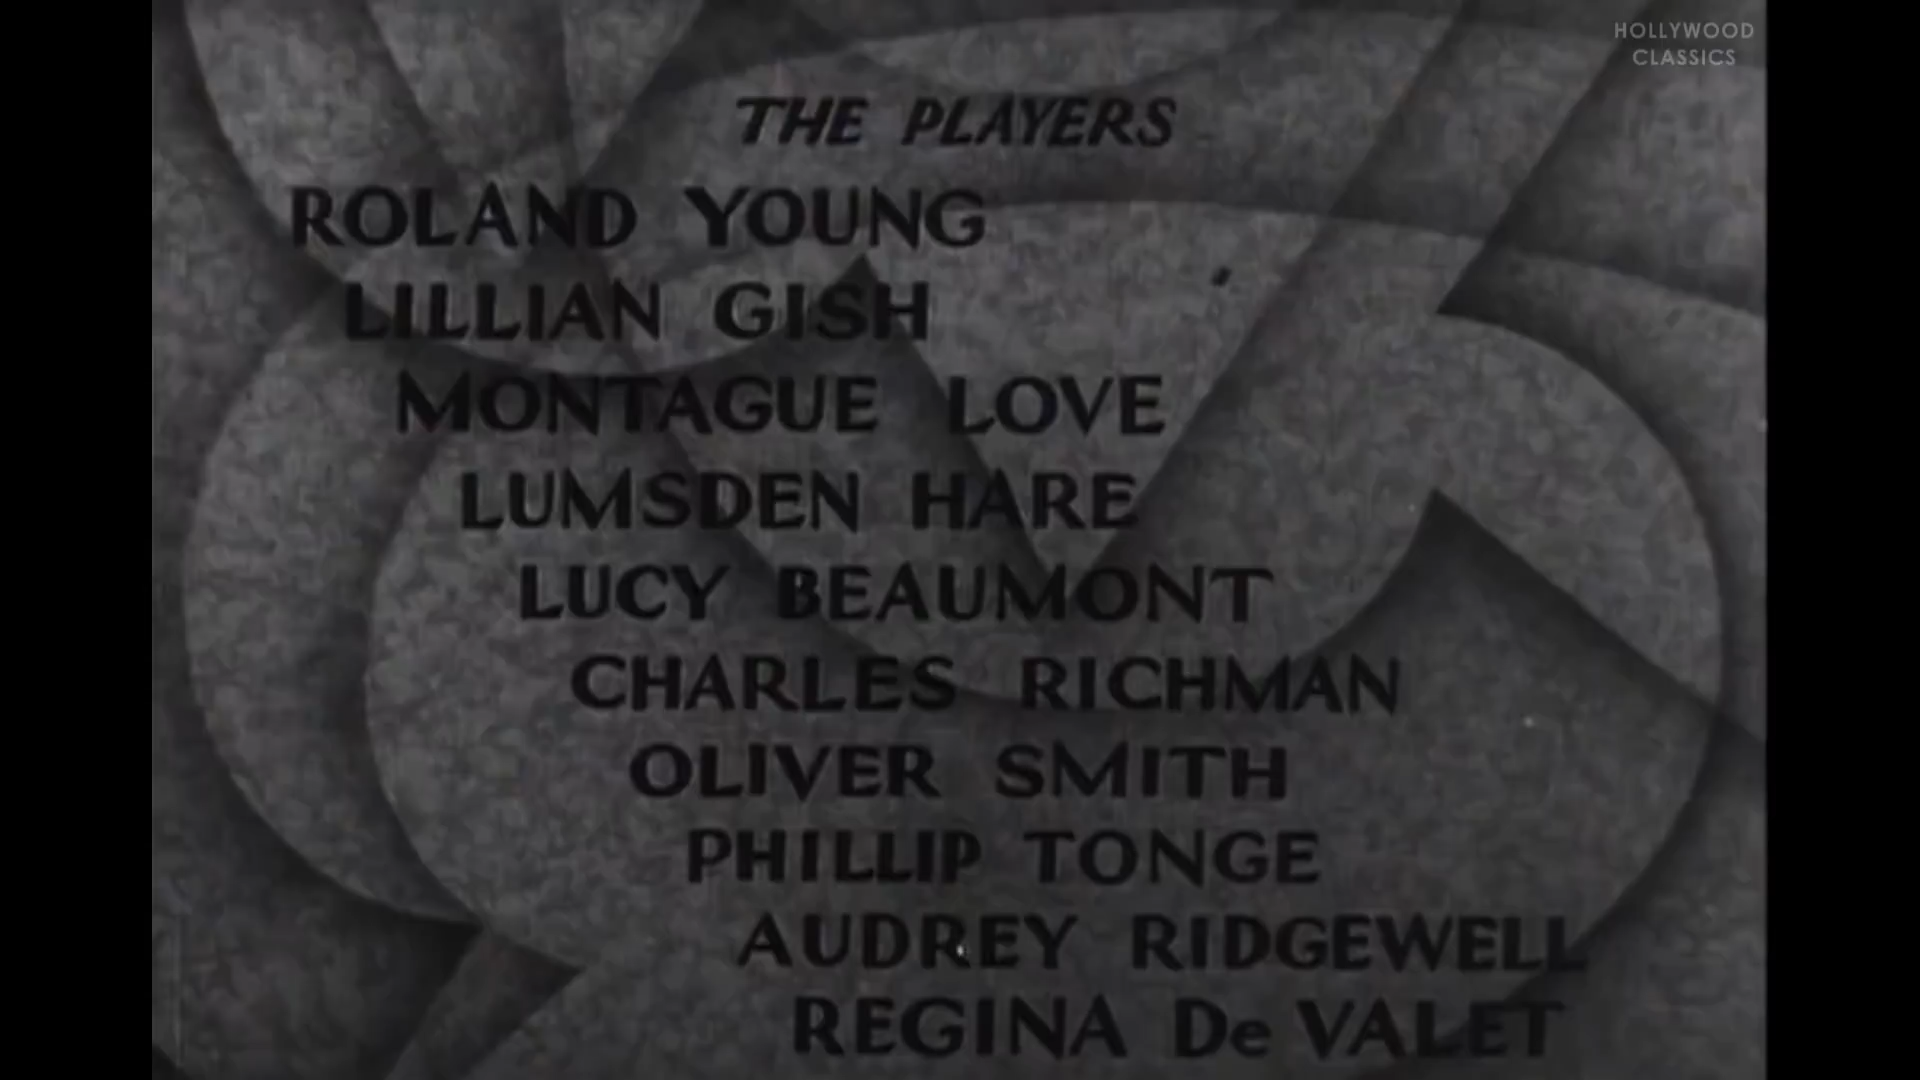 HOLLYWOOD
CLASSICS
THE PLAYERS
ROLAND YOUNG
LILLIAN GISH
MONTAGUE LOVE
LUMSDEN HARE
LUCY BEAUMONT
CHARLES RICHMAN
OLIVER SMITH
PHILLIP TONGE
AUDREY RIDGEWELL
REGINA De VALET